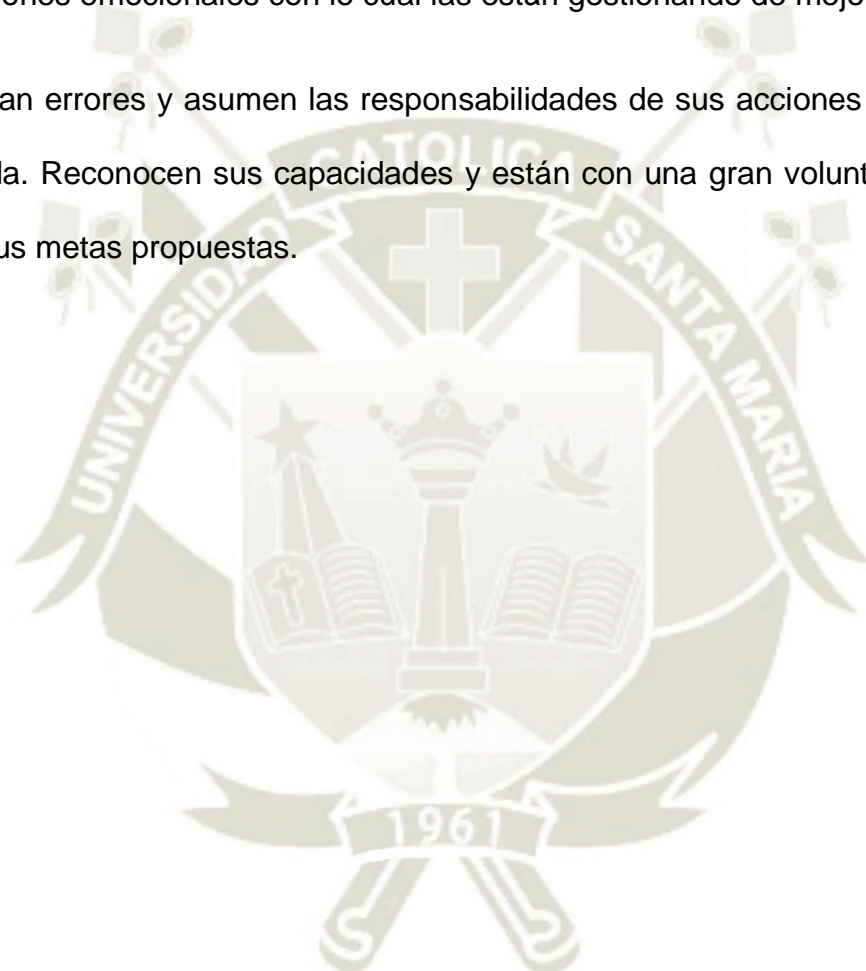 ones emocionales con lo cual las están gestionando de mejo
an errores y asumen las responsabilidades de sus acciones
la. Reconocen sus capacidades y están con una gran volunt
us metas propuestas.
UNIVERSIDAD CATOLICA SANTA MARIA
1961